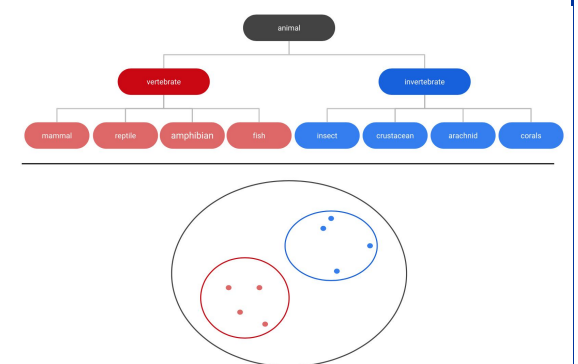 animal
vertebrate invertebrate
mammal reptile amphibian fish insect crustacean arachnid corals